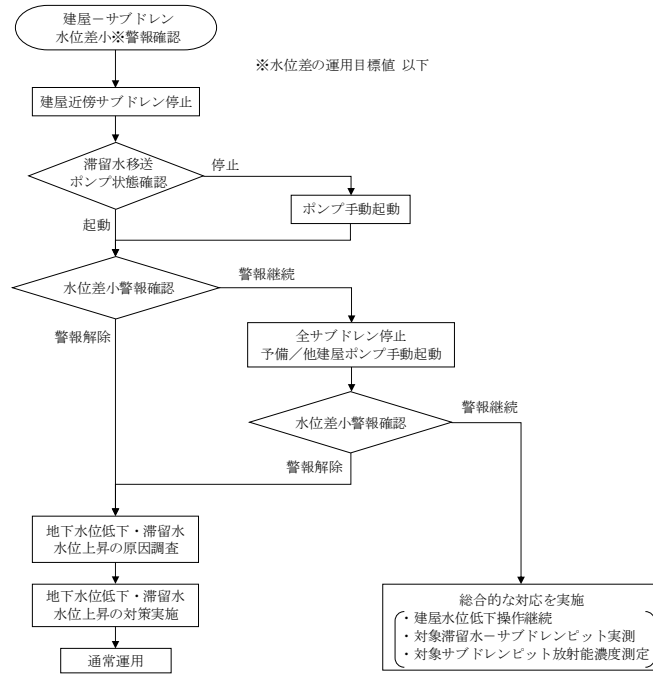 建屋－サブドレン
水位差小※警報確認
※水位差の運用目標値 以下
建屋近傍サブドレン停止
滞留水移送
ポンプ状態確認
停止
ポンプ手動起動
起動
水位差小警報確認
警報継続
警報解除
全サブドレン停止
予備／他建屋ポンプ手動起動
水位差小警報確認
警報継続
警報解除
地下水位低下・滞留水
水位上昇の原因調査
地下水位低下・滞留水
水位上昇の対策実施
通常運用
総合的な対応を実施
・建屋水位低下操作継続
・対象滞留水－サブドレンピット実測
・対象サブドレンピット放射能濃度測定